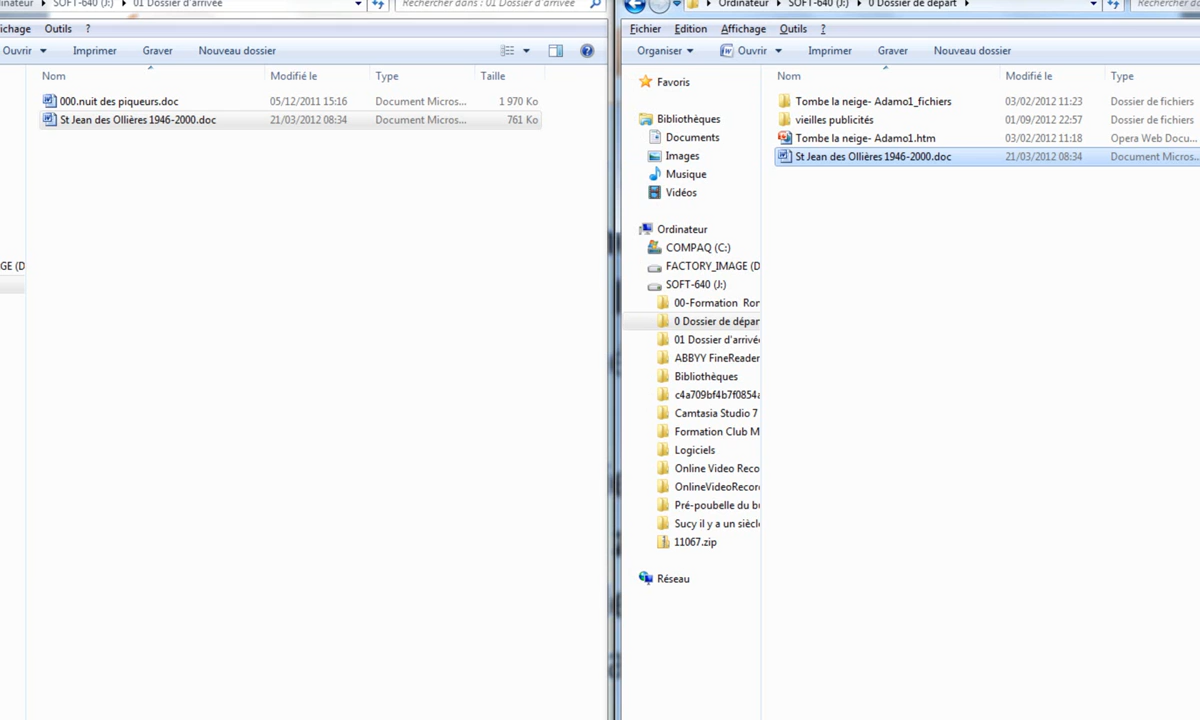 SOFT-640 (J:) 01 Dossier d'arrivée Rechercher dans : 01 Dossier d'arrivée
ichage Outils ?
Ouvrir Imprimer Graver Nouveau dossier
Nom Modifié le Type Taille
000.nuit des piqueurs.doc 05/12/2011 15:16 Document Micros... 1 970 Ko
St Jean des Ollières 1946-2000.doc 21/03/2012 08:34 Document Micros... 761 Ko
GE (D
Ordinateur SOFT-640 (J:) 0 Dossier de départ
Fichier Edition Affichage Outils ?
Organiser Ouvrir Imprimer Graver Nouveau dossier
Favoris
Bibliothèques
Documents
Images
Musique
Vidéos
Ordinateur
COMPAQ (C:)
FACTORY_IMAGE (D
SOFT-640 (J:)
00-Formation Ror
0 Dossier de dépar
01 Dossier d'arrivée
ABBYY FineReader
Bibliothèques
c4a709bf4b7f0854a
Camtasia Studio 7
Formation Club M
Logiciels
Online Video Reco
OnlineVideoRecor
Pré-poubelle du bu
Sucy il y a un siècle
11067.zip
Réseau
Nom Modifié le Type
Tombe la neige- Adamo1_fichiers 03/02/2012 11:23 Dossier de fichiers
vieilles publicités 01/09/2012 22:57 Dossier de fichiers
Tombe la neige- Adamo1.htm 03/02/2012 11:18 Opera Web Docu...
St Jean des Ollières 1946-2000.doc 21/03/2012 08:34 Document Micros...